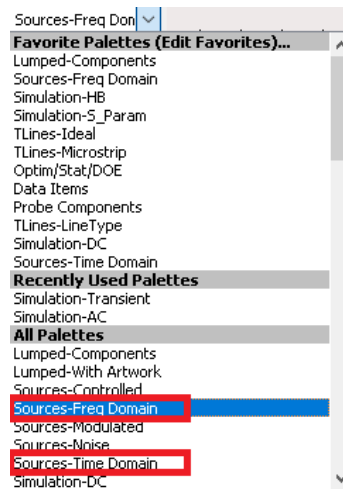 Sources-Freq Don
Favorite Palettes (Edit Favorites)...
Lumped-Components
Sources-Freq Domain
Simulation-HB
Simulation-S_Param
TLines-Ideal
TLines-Microstrip
Optim/Stat/DOE
Data Items
Probe Components
TLines-LineType
Simulation-DC
Sources-Time Domain
Recently Used Palettes
Simulation-Transient
Simulation-AC
All Palettes
Lumped-Components
Lumped-With Artwork
Sources-Controlled
Sources-Freq Domain
Sources-Modulated
Sources-Noise
Sources-Time Domain
Simulation-DC